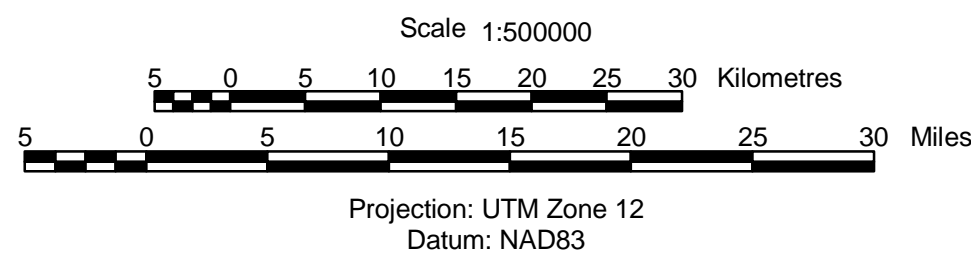 Scale 1:500000
5 0 5 10 15 20 25 30 Kilometres
5 0 5 10 15 20 25 30 Miles
Projection: UTM Zone 12
Datum: NAD83